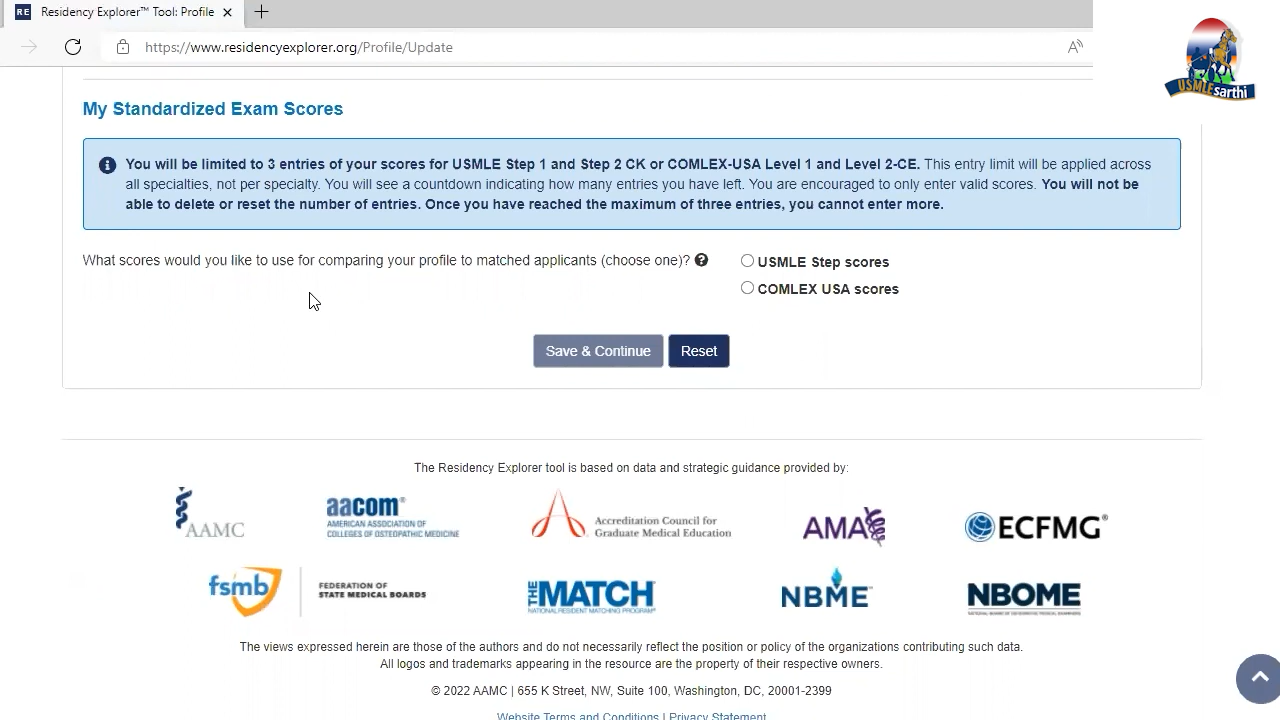 RE Residency Explorer™ Tool: Profile
https://www.residencyexplorer.org/Profile/Update
USMLE Sarthi
My Standardized Exam Scores
You will be limited to 3 entries of your scores for USMLE Step 1 and Step 2 CK or COMLEX-USA Level 1 and Level 2-CE. This entry limit will be applied across
all specialties, not per specialty. You will see a countdown indicating how many entries you have left. You are encouraged to only enter valid scores. You will not be
able to delete or reset the number of entries. Once you have reached the maximum of three entries, you cannot enter more.
What scores would you like to use for comparing your profile to matched applicants (choose one)?
USMLE Step scores
COMLEX USA scores
Save & Continue Reset
The Residency Explorer tool is based on data and strategic guidance provided by:
AAMC
aacom®
AMERICAN ASSOCIATION OF
COLLEGES OF OSTEOPATHIC MEDICINE
Accreditation Council for
Graduate Medical Education
AMA
ECFMG®
fsmb
FEDERATION OF
STATE MEDICAL BOARDS
THE MATCH
NATIONAL RESIDENT MATCHING PROGRAM®
NBME™
NBOME
The views expressed herein are those of the authors and do not necessarily reflect the position or policy of the organizations contributing such data.
All logos and trademarks appearing in the resource are the property of their respective owners.
© 2022 AAMC | 655 K Street, NW, Suite 100, Washington, DC, 20001-2399
Website Terms and Conditions | Privacy Statement